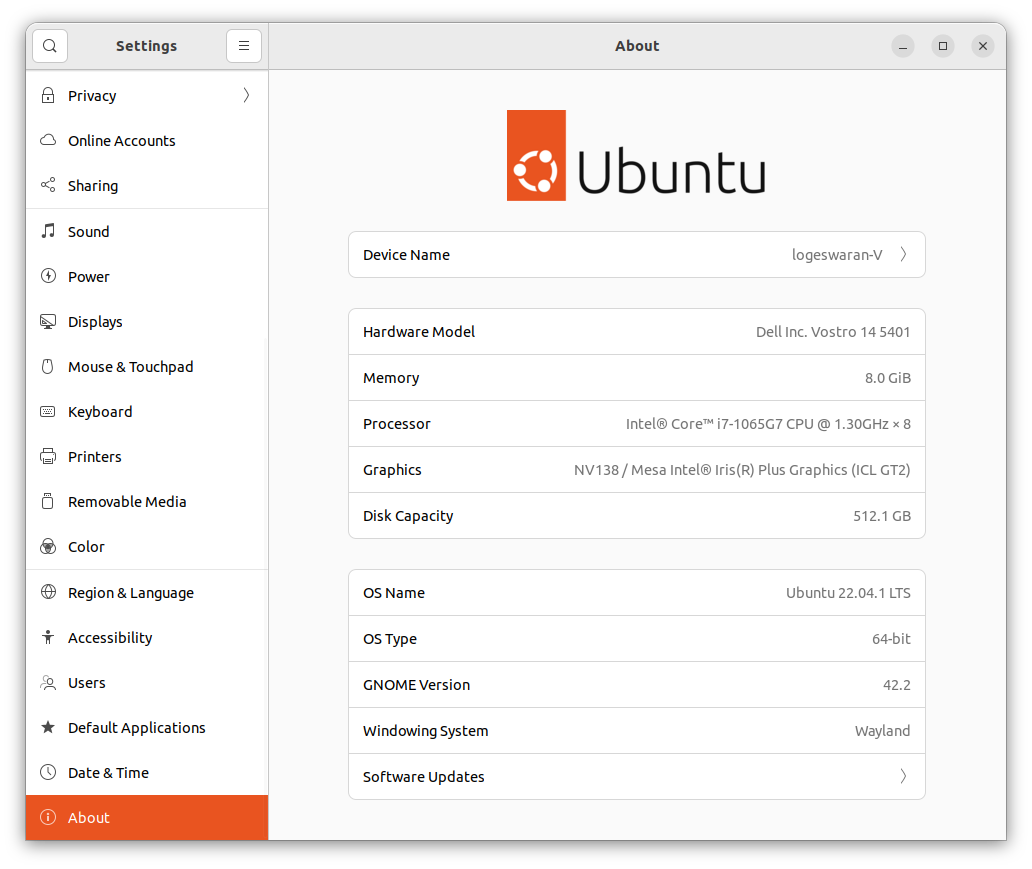 Settings
About
Privacy
Online Accounts
Sharing
Sound
Power
Displays
Mouse & Touchpad
Keyboard
Printers
Removable Media
Color
Region & Language
Accessibility
Users
Default Applications
Date & Time
About
Ubuntu
Device Name logeswaran-V
Hardware Model Dell Inc. Vostro 14 5401
Memory 8.0 GiB
Processor Intel® Core™ i7-1065G7 CPU @ 1.30GHz × 8
Graphics NV138 / Mesa Intel® Iris(R) Plus Graphics (ICL GT2)
Disk Capacity 512.1 GB
OS Name Ubuntu 22.04.1 LTS
OS Type 64-bit
GNOME Version 42.2
Windowing System Wayland
Software Updates